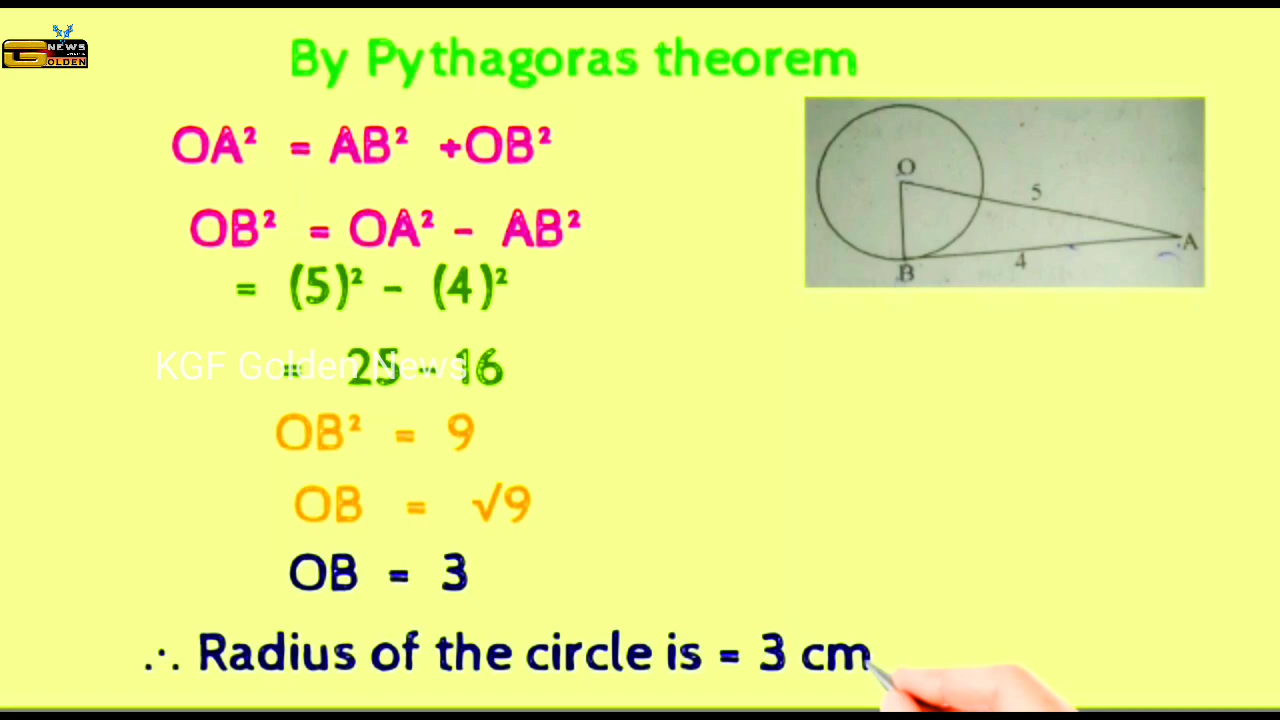 NEWS
GOLDEN
By Pythagoras theorem
OA² = AB² +OB²
OB² = OA² - AB²
= (5)² - (4)²
= 25 - 16
KGF Golden News
OB² = 9
OB = √9
OB = 3
∴ Radius of the circle is = 3 cm
O
5
A
4
B